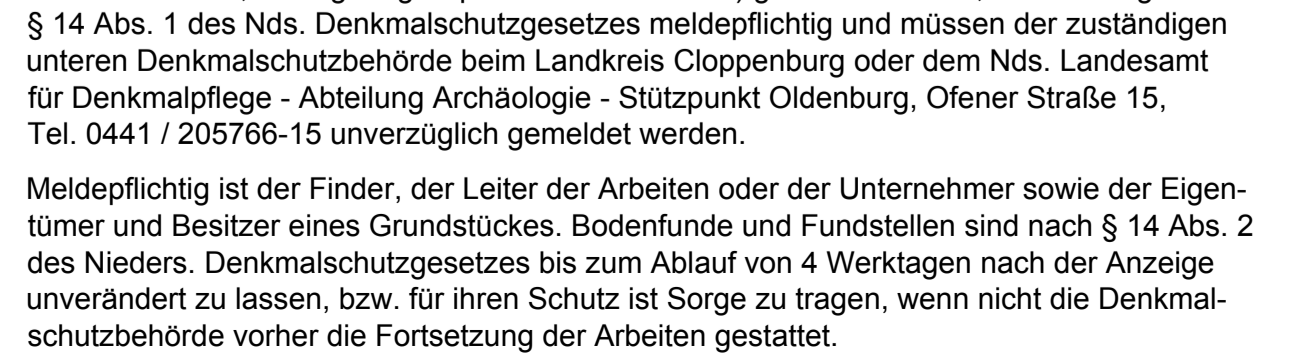 § 14 Abs. 1 des Nds. Denkmalschutzgesetzes meldepflichtig und müssen der zuständigen
unteren Denkmalschutzbehörde beim Landkreis Cloppenburg oder dem Nds. Landesamt
für Denkmalpflege - Abteilung Archäologie - Stützpunkt Oldenburg, Ofener Straße 15,
Tel. 0441 / 205766-15 unverzüglich gemeldet werden.
Meldepflichtig ist der Finder, der Leiter der Arbeiten oder der Unternehmer sowie der Eigen-
tümer und Besitzer eines Grundstückes. Bodenfunde und Fundstellen sind nach § 14 Abs. 2
des Nieders. Denkmalschutzgesetzes bis zum Ablauf von 4 Werktagen nach der Anzeige
unverändert zu lassen, bzw. für ihren Schutz ist Sorge zu tragen, wenn nicht die Denkmal-
schutzbehörde vorher die Fortsetzung der Arbeiten gestattet.